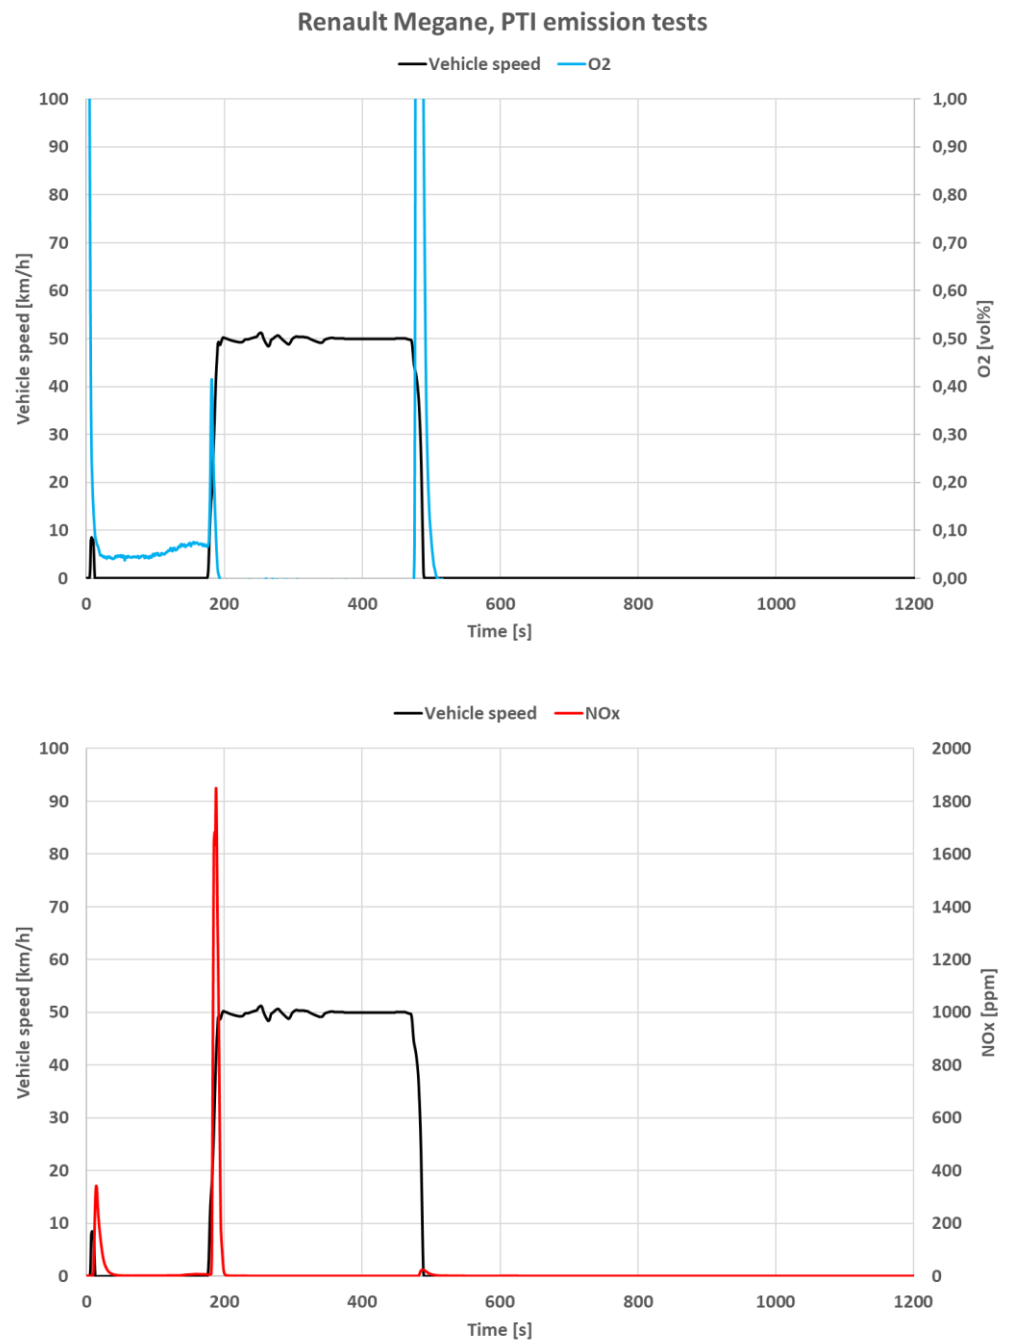 Renault Megane, PTI emission tests
Vehicle speed O2
100 1,00
90 0,90
80 0,80
70 0,70
60 0,60
50 0,50
40 0,40
30 0,30
20 0,20
10 0,10
0 0,00
Vehicle speed [km/h]
O2 [vol%]
0 200 400 600 800 1000 1200
Time [s]
Vehicle speed NOx
100 2000
90 1800
80 1600
70 1400
60 1200
50 1000
40 800
30 600
20 400
10 200
0 0
Vehicle speed [km/h]
NOx [ppm]
0 200 400 600 800 1000 1200
Time [s]